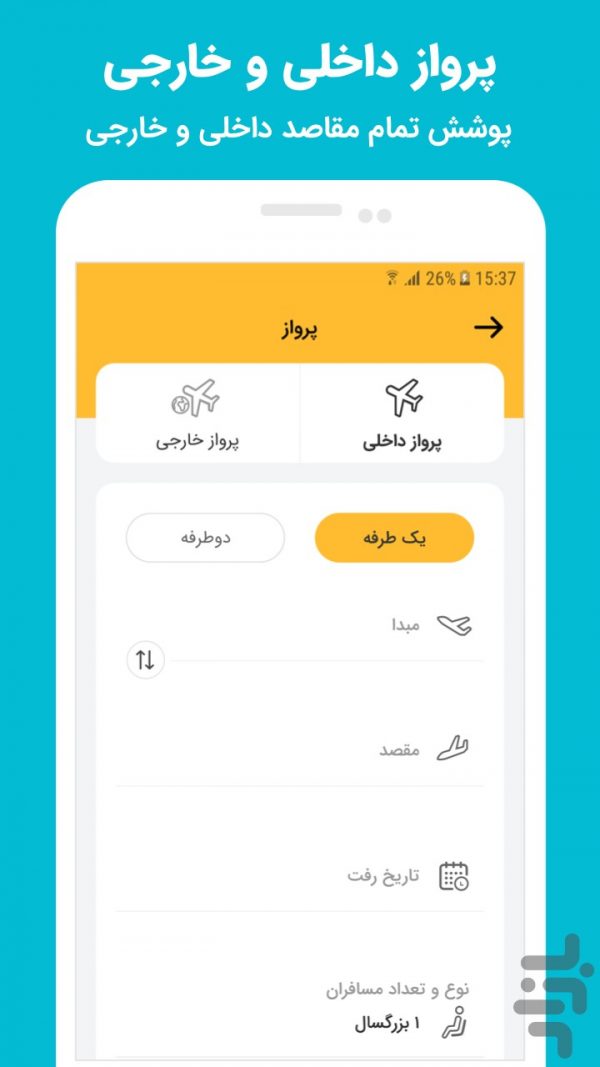 پرواز داخلی و خارجی
پوشش تمام مقاصد داخلی و خارجی
26% 15:37
پرواز
پرواز داخلی
پرواز خارجی
یک طرفه
دوطرفه
مبدا
مقصد
تاریخ رفت
نوع و تعداد مسافران
۱ بزرگسال
بازار